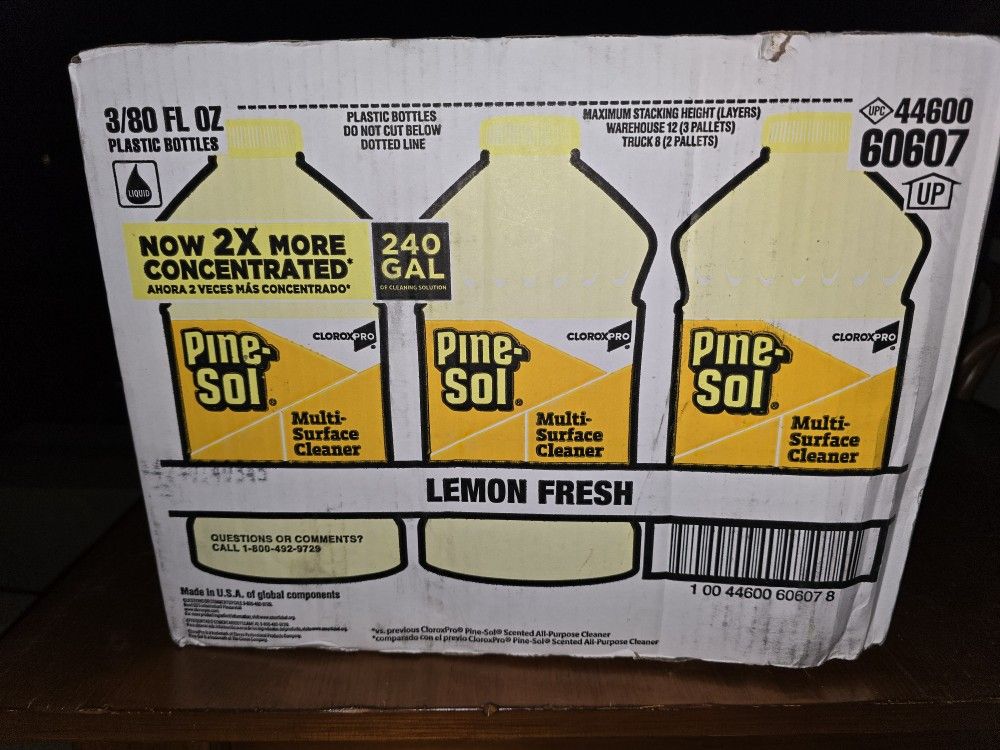 3/80 FL OZ
PLASTIC BOTTLES
PLASTIC BOTTLES
DO NOT CUT BELOW
DOTTED LINE
MAXIMUM STACKING HEIGHT (LAYERS)
WAREHOUSE 12 (3 PALLETS)
TRUCK 8 (2 PALLETS)
UPC 44600
60607
UP
LIQUID
NOW 2X MORE
CONCENTRATED*
AHORA 2 VECES MÁS CONCENTRADO*
240
GAL
OF CLEANING SOLUTION
CLOROXPRO®
Pine-
Sol®
Multi-
Surface
Cleaner
CLOROXPRO®
Pine-
Sol®
Multi-
Surface
Cleaner
CLOROXPRO®
Pine-
Sol®
Multi-
Surface
Cleaner
LEMON FRESH
QUESTIONS OR COMMENTS?
CALL 1-800-492-9729
1 00 44600 60607 8
Made in U.S.A. of global components
*vs. previous CloroxPro® Pine-Sol® Scented All-Purpose Cleaner
*comparado con el previo CloroxPro® Pine-Sol® Scented All-Purpose Cleaner